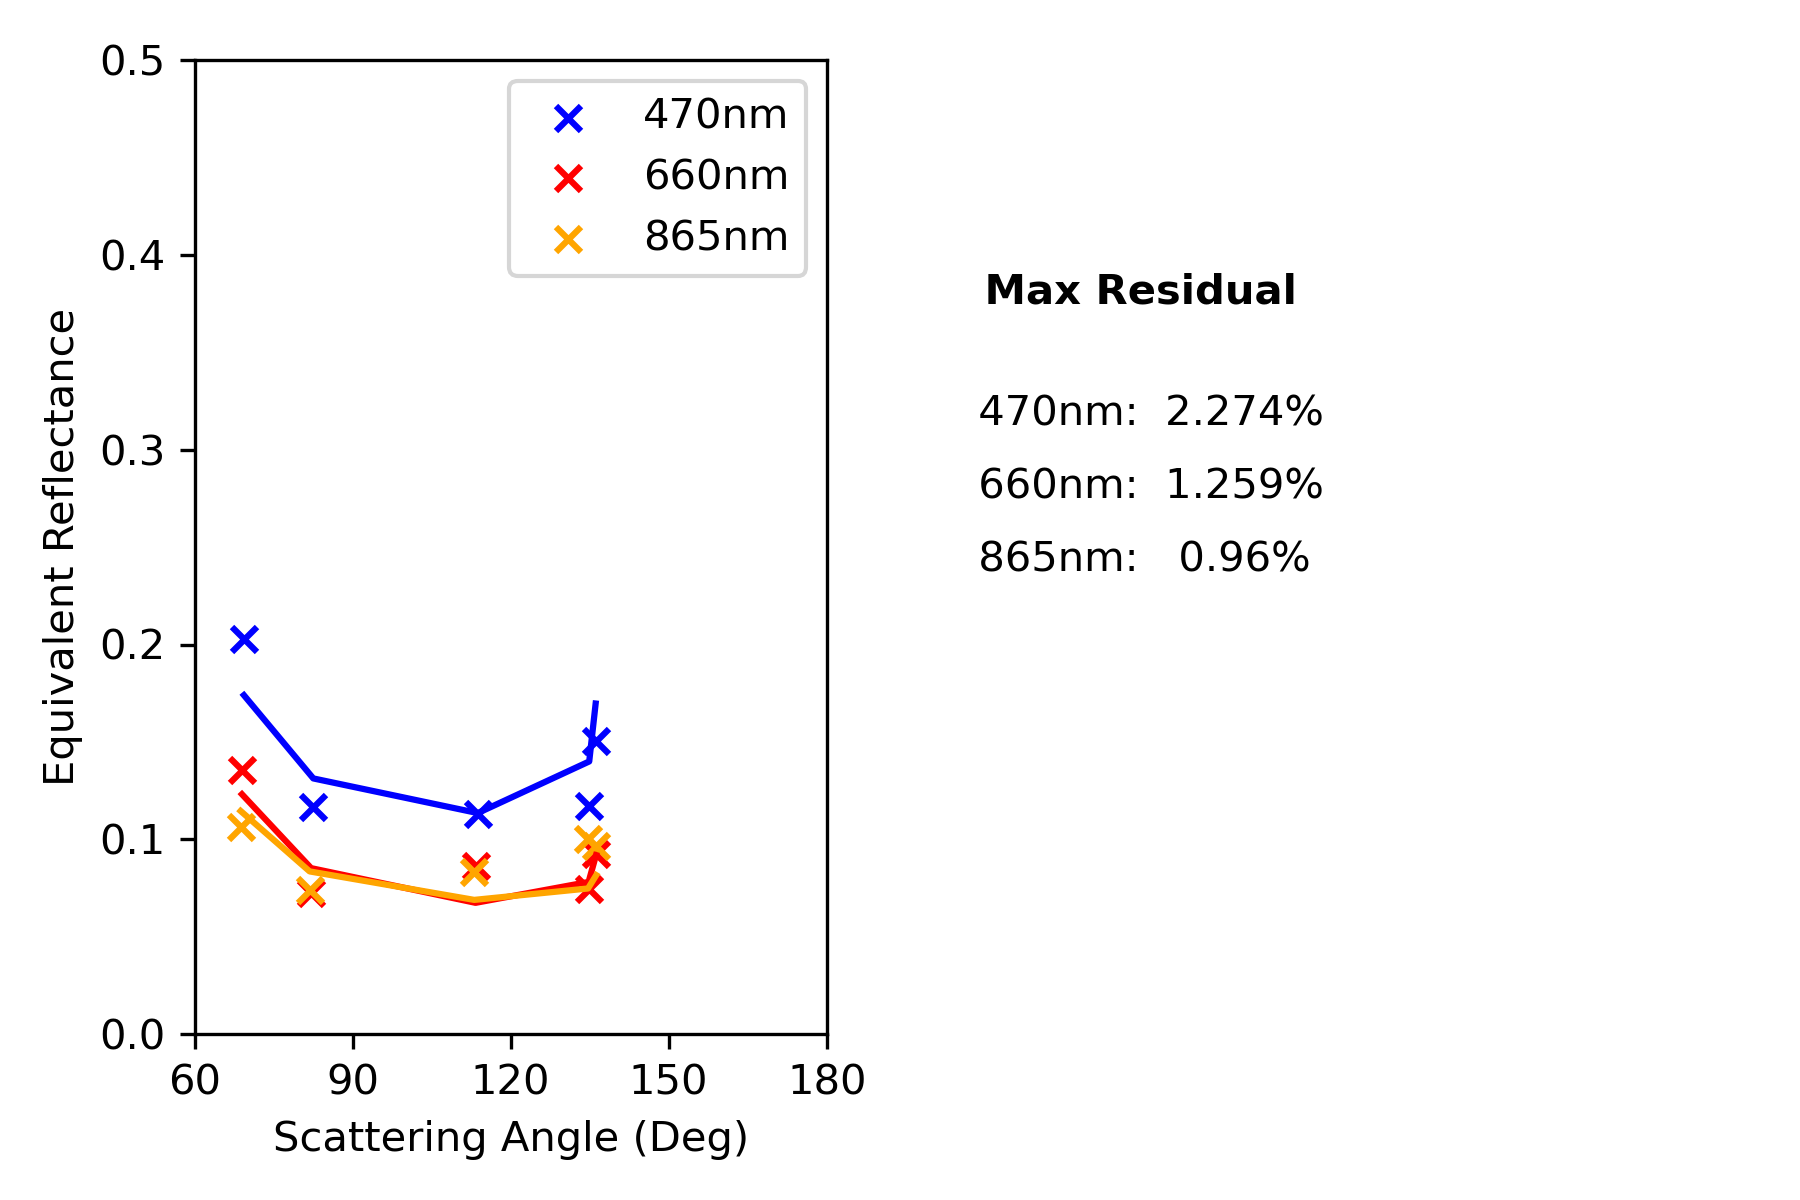 0.5
0.4
0.3
0.2
0.1
0.0
60 90 120 150 180
Equivalent Reflectance
Scattering Angle (Deg)
470nm
660nm
865nm
Max Residual
470nm: 2.274%
660nm: 1.259%
865nm: 0.96%